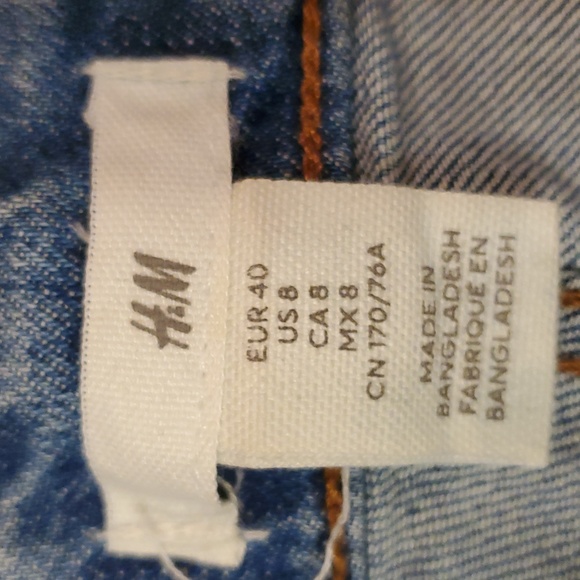 H&M
EUR 40
US 8
CA 8
MX 8
CN 170/76A
MADE IN
BANGLADESH
FABRIQUÉ EN
BANGLADESH